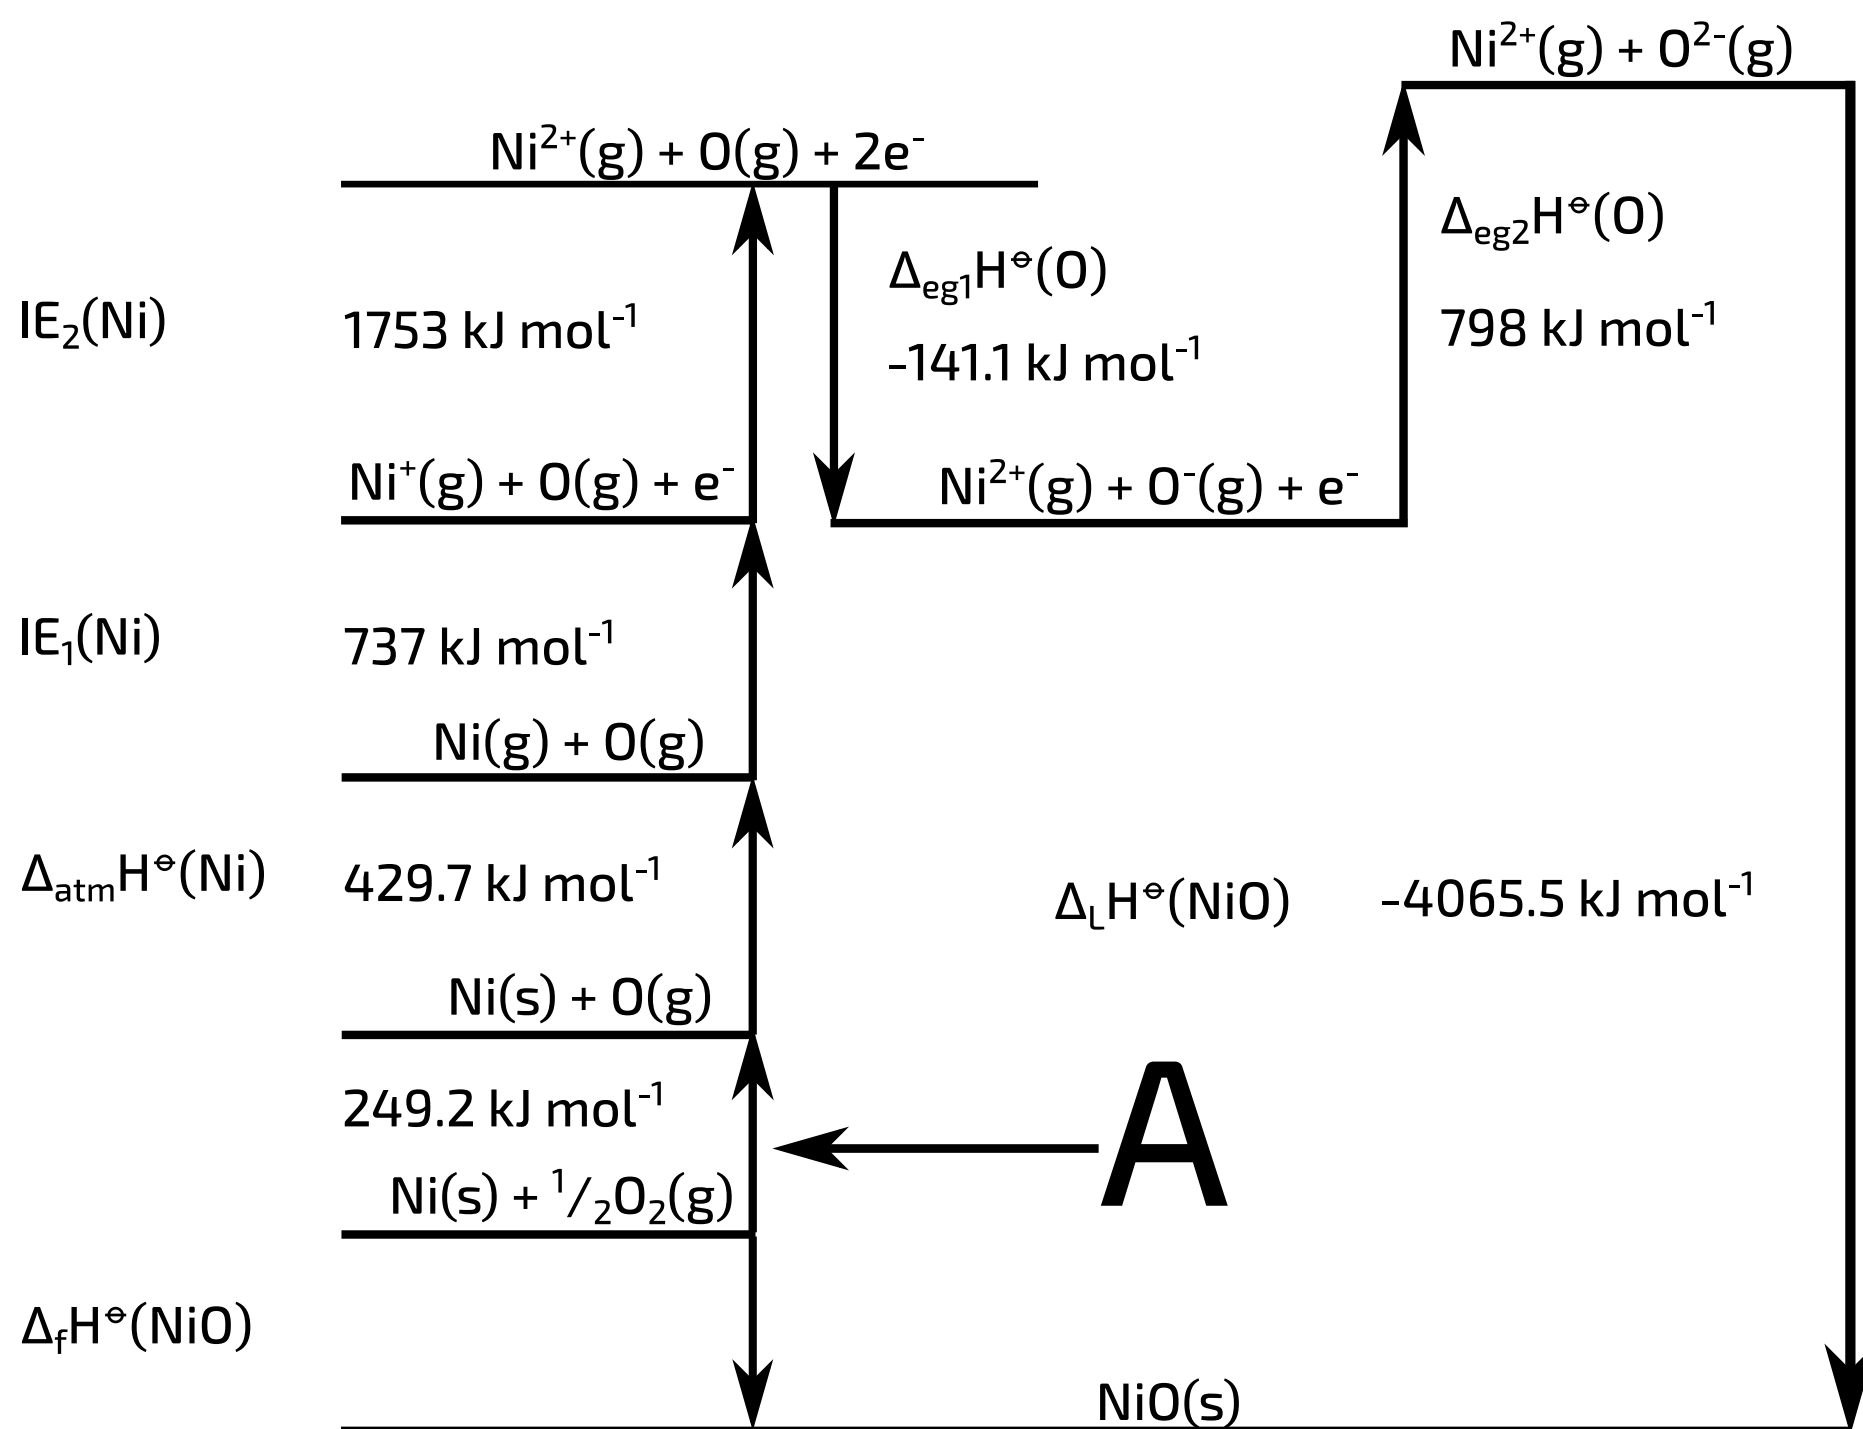 Ni²⁺(g) + O²⁻(g)
Ni²⁺(g) + O(g) + 2e⁻
Δeg2H⦵(O)
798 kJ mol⁻¹
Δeg1H⦵(O)
-141.1 kJ mol⁻¹
IE₂(Ni) 1753 kJ mol⁻¹
Ni⁺(g) + O(g) + e⁻
Ni²⁺(g) + O⁻(g) + e⁻
IE₁(Ni) 737 kJ mol⁻¹
Ni(g) + O(g)
ΔatmH⦵(Ni) 429.7 kJ mol⁻¹
ΔLH⦵(NiO) -4065.5 kJ mol⁻¹
Ni(s) + O(g)
249.2 kJ mol⁻¹
A
Ni(s) + ¹/₂O₂(g)
ΔfH⦵(NiO)
NiO(s)